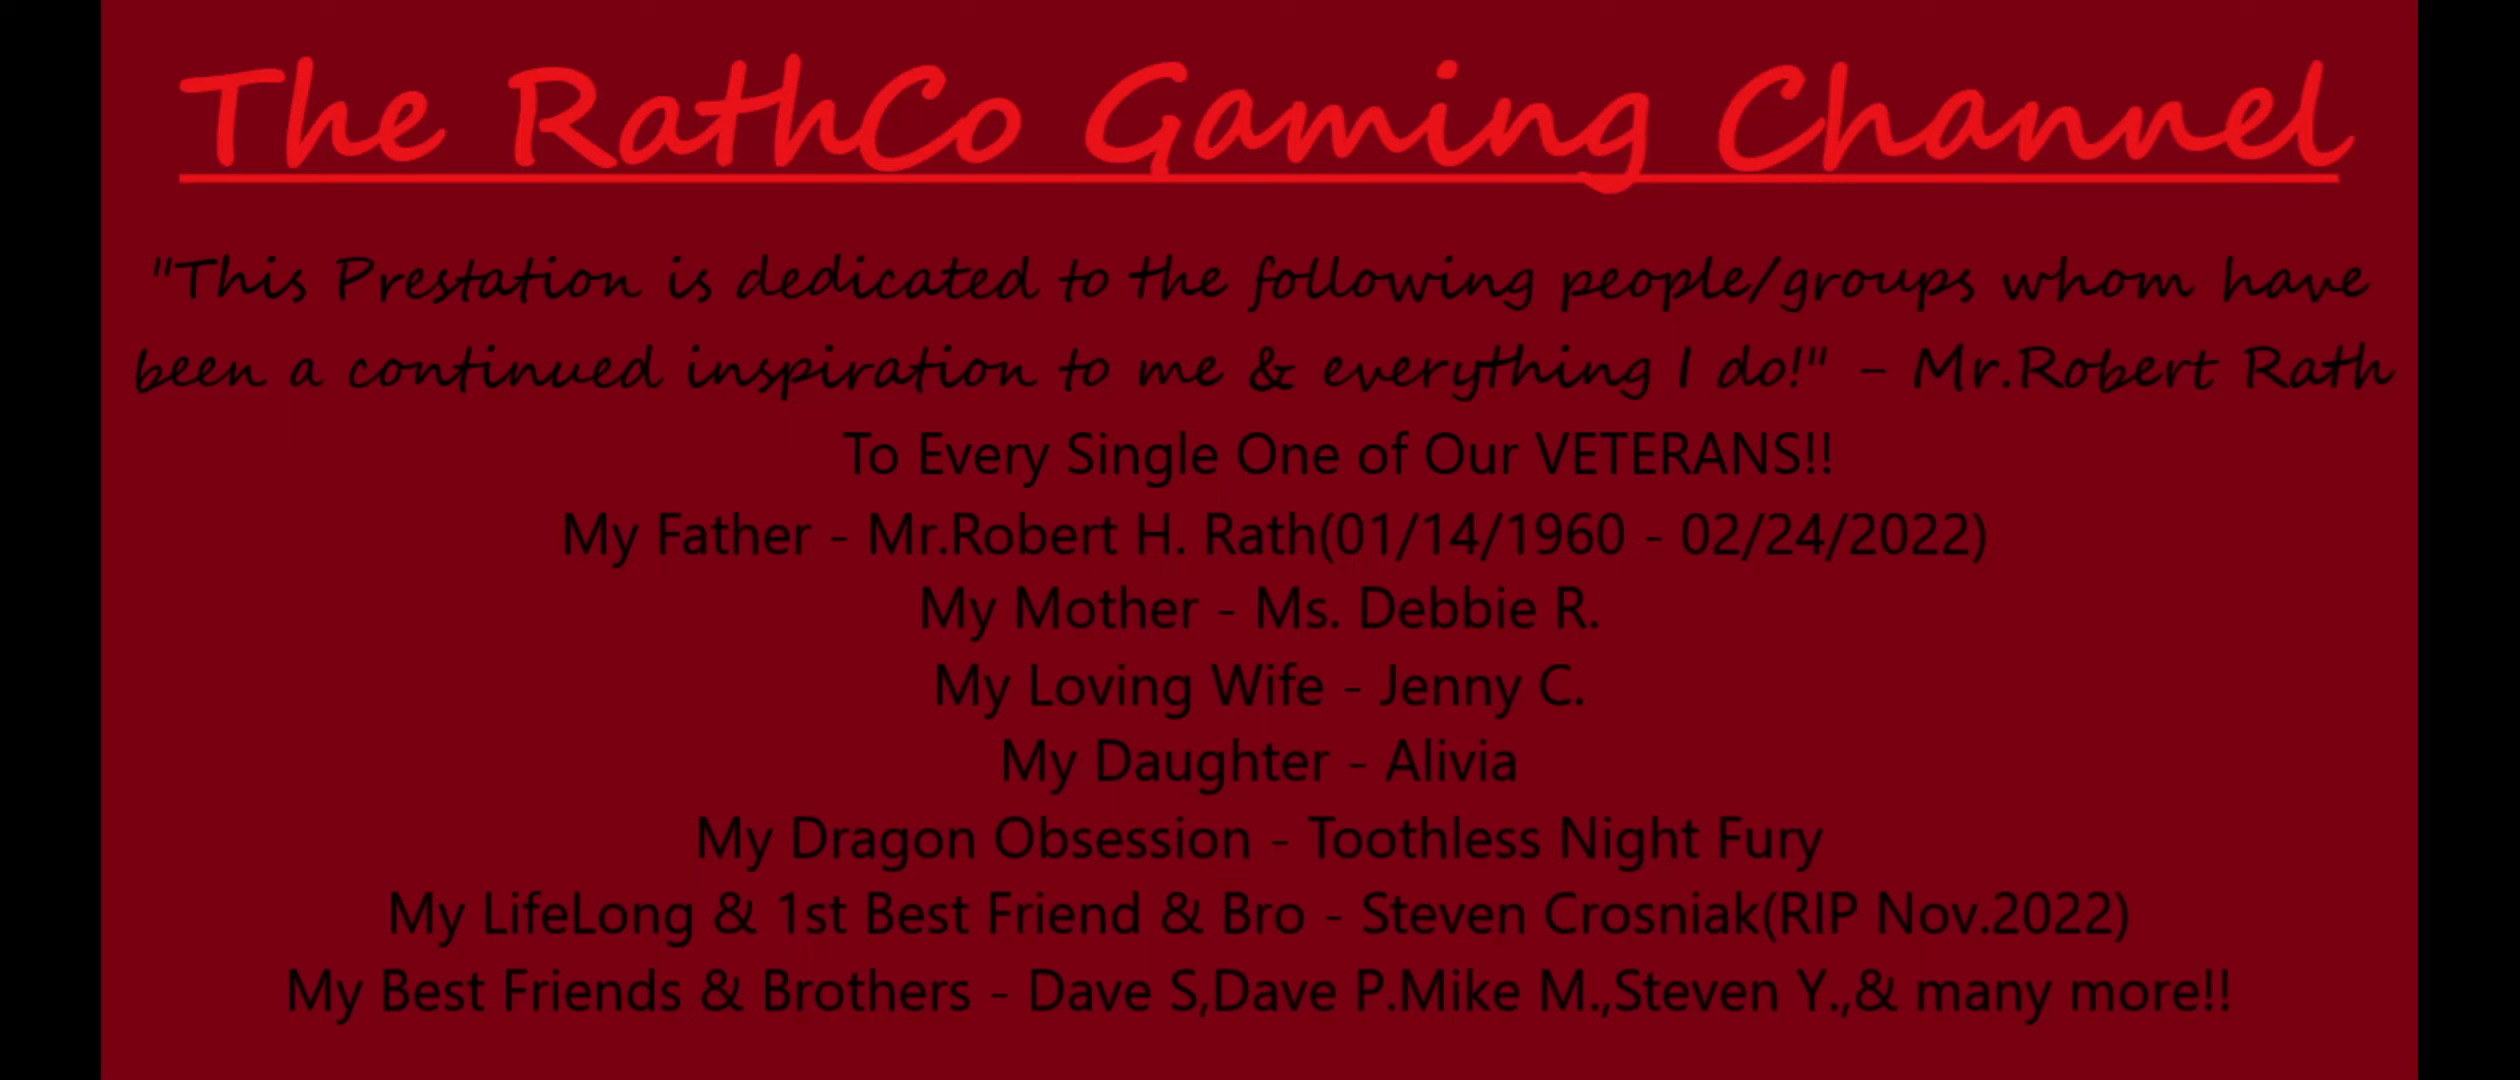 The RathCo Gaming Channel
"This Prestation is dedicated to the following people/groups whom have
been a continued inspiration to me & everything I do!" - Mr.Robert Rath
To Every Single One of Our VETERANS!!
My Father - Mr.Robert H. Rath(01/14/1960 - 02/24/2022)
My Mother - Ms. Debbie R.
My Loving Wife - Jenny C.
My Daughter - Alivia
My Dragon Obsession - Toothless Night Fury
My LifeLong & 1st Best Friend & Bro - Steven Crosniak(RIP Nov.2022)
My Best Friends & Brothers - Dave S,Dave P.Mike M.,Steven Y.,& many more!!